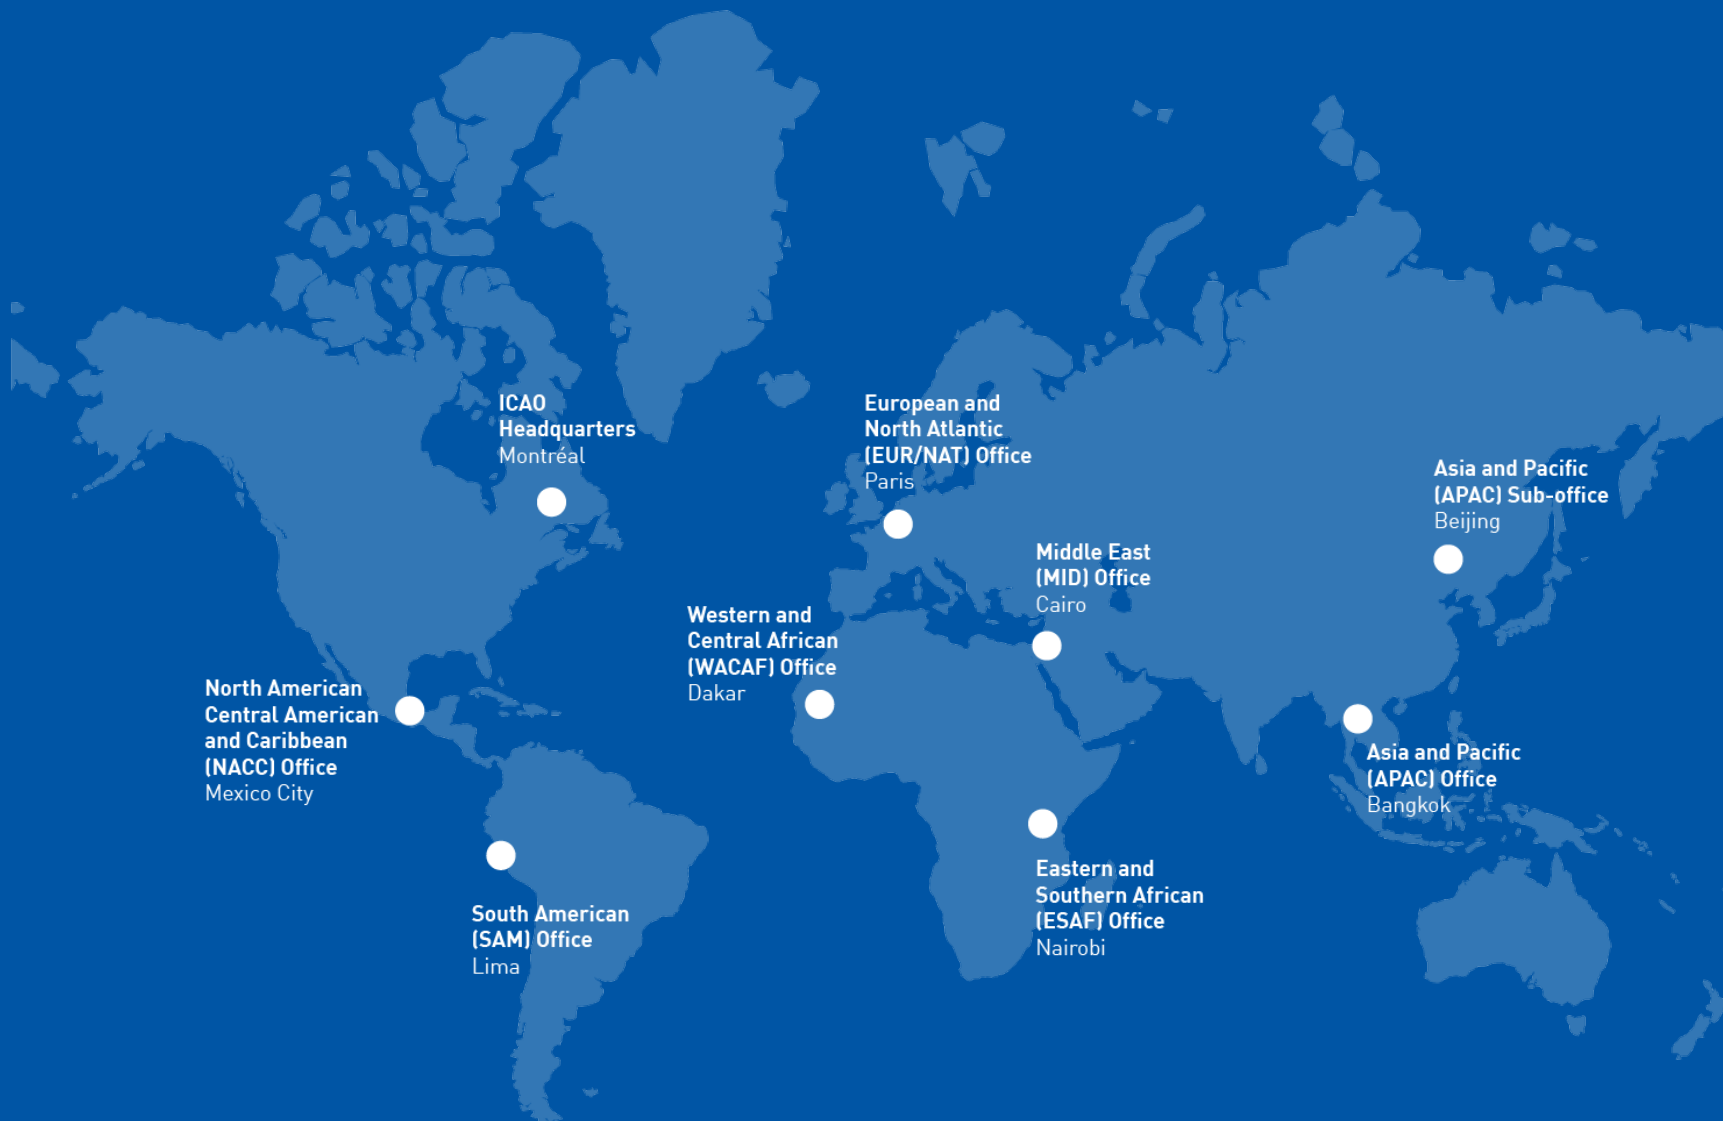 ICAO
Headquarters
Montréal
European and
North Atlantic
(EUR/NAT) Office
Paris
Asia and Pacific
(APAC) Sub-office
Beijing
Middle East
(MID) Office
Cairo
Western and
Central African
(WACAF) Office
Dakar
North American
Central American
and Caribbean
(NACC) Office
Mexico City
Asia and Pacific
(APAC) Office
Bangkok
Eastern and
Southern African
(ESAF) Office
Nairobi
South American
(SAM) Office
Lima